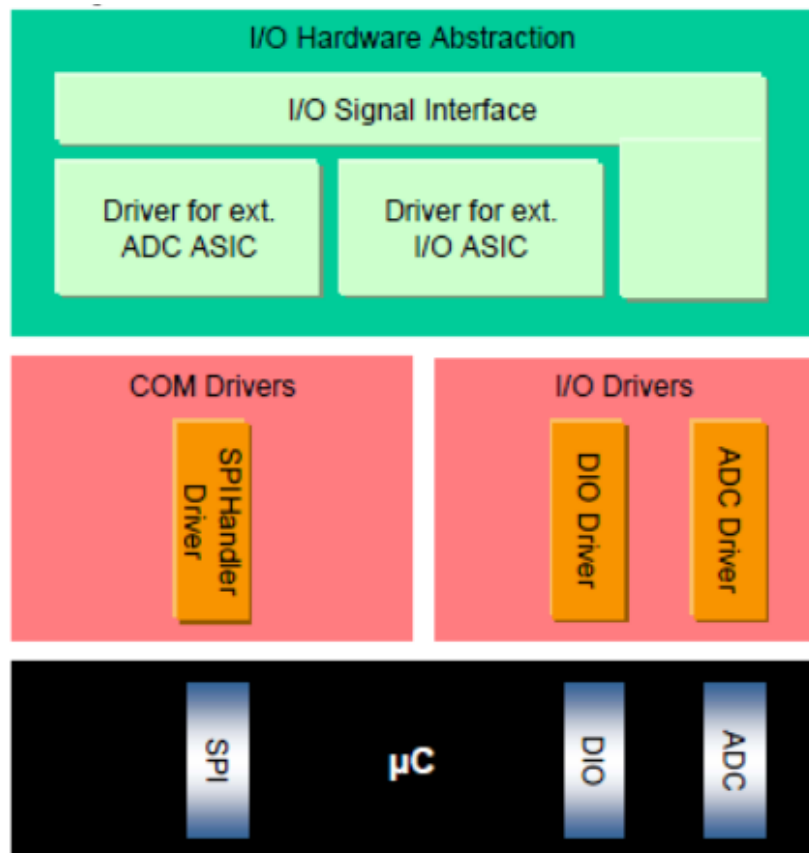 I/O Hardware Abstraction
I/O Signal Interface
Driver for ext.
ADC ASIC
Driver for ext.
I/O ASIC
COM Drivers
I/O Drivers
SPIHandler
Driver
DIO Driver
ADC Driver
SPI
µC
DIO
ADC